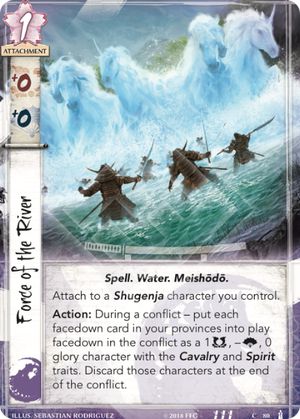 1
ATTACHMENT
+0
+0
Force of the River
Spell. Water. Meishōdō.
Attach to a Shugenja character you control.
Action: During a conflict – put each
facedown card in your provinces into play
facedown in the conflict as a 1, –, 0
glory character with the Cavalry and Spirit
traits. Discard those characters at the end
of the conflict.
ILLUS. SEBASTIAN RODRIGUEZ
© 2018 FFG
C 80